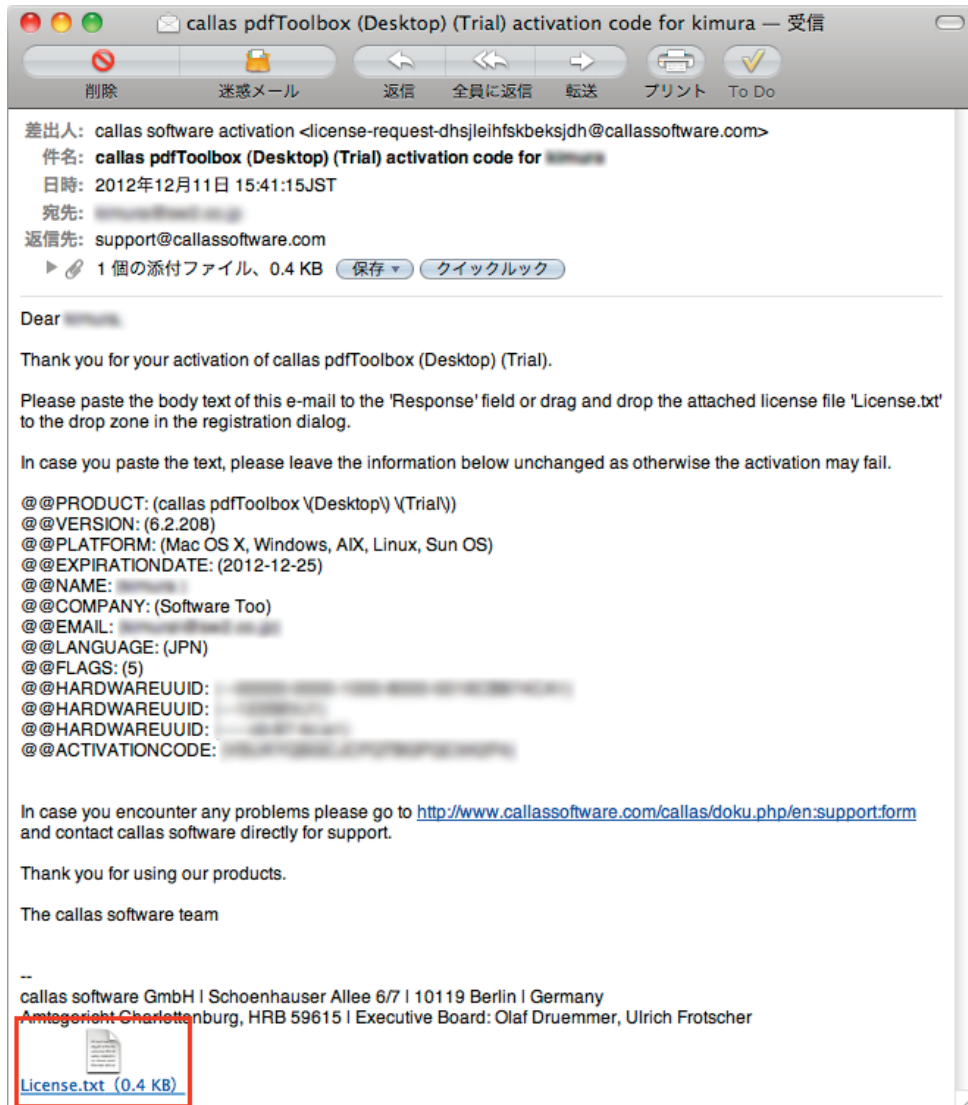 callas pdfToolbox (Desktop) (Trial) activation code for kimura — 受信
削除 迷惑メール 返信 全員に返信 転送 プリント To Do
差出人: callas software activation <license-request-dhsjleihfskbeksjdh@callassoftware.com>
件名: callas pdfToolbox (Desktop) (Trial) activation code for
日時: 2012年12月11日 15:41:15JST
宛先:
返信先: support@callassoftware.com
1 個の添付ファイル、0.4 KB 保存 クイックルック
Dear
Thank you for your activation of callas pdfToolbox (Desktop) (Trial).
Please paste the body text of this e-mail to the 'Response' field or drag and drop the attached license file 'License.txt'
to the drop zone in the registration dialog.
In case you paste the text, please leave the information below unchanged as otherwise the activation may fail.
@@PRODUCT: (callas pdfToolbox \(Desktop\) \(Trial\))
@@VERSION: (6.2.208)
@@PLATFORM: (Mac OS X, Windows, AIX, Linux, Sun OS)
@@EXPIRATIONDATE: (2012-12-25)
@@NAME:
@@COMPANY: (Software Too)
@@EMAIL:
@@LANGUAGE: (JPN)
@@FLAGS: (5)
@@HARDWAREUUID:
@@HARDWAREUUID:
@@HARDWAREUUID:
@@ACTIVATIONCODE:
In case you encounter any problems please go to http://www.callassoftware.com/callas/doku.php/en:support:form
and contact callas software directly for support.
Thank you for using our products.
The callas software team
--
callas software GmbH | Schoenhauser Allee 6/7 | 10119 Berlin | Germany
Amtsgericht Charlottenburg, HRB 59615 | Executive Board: Olaf Druemmer, Ulrich Frotscher
License.txt (0.4 KB)